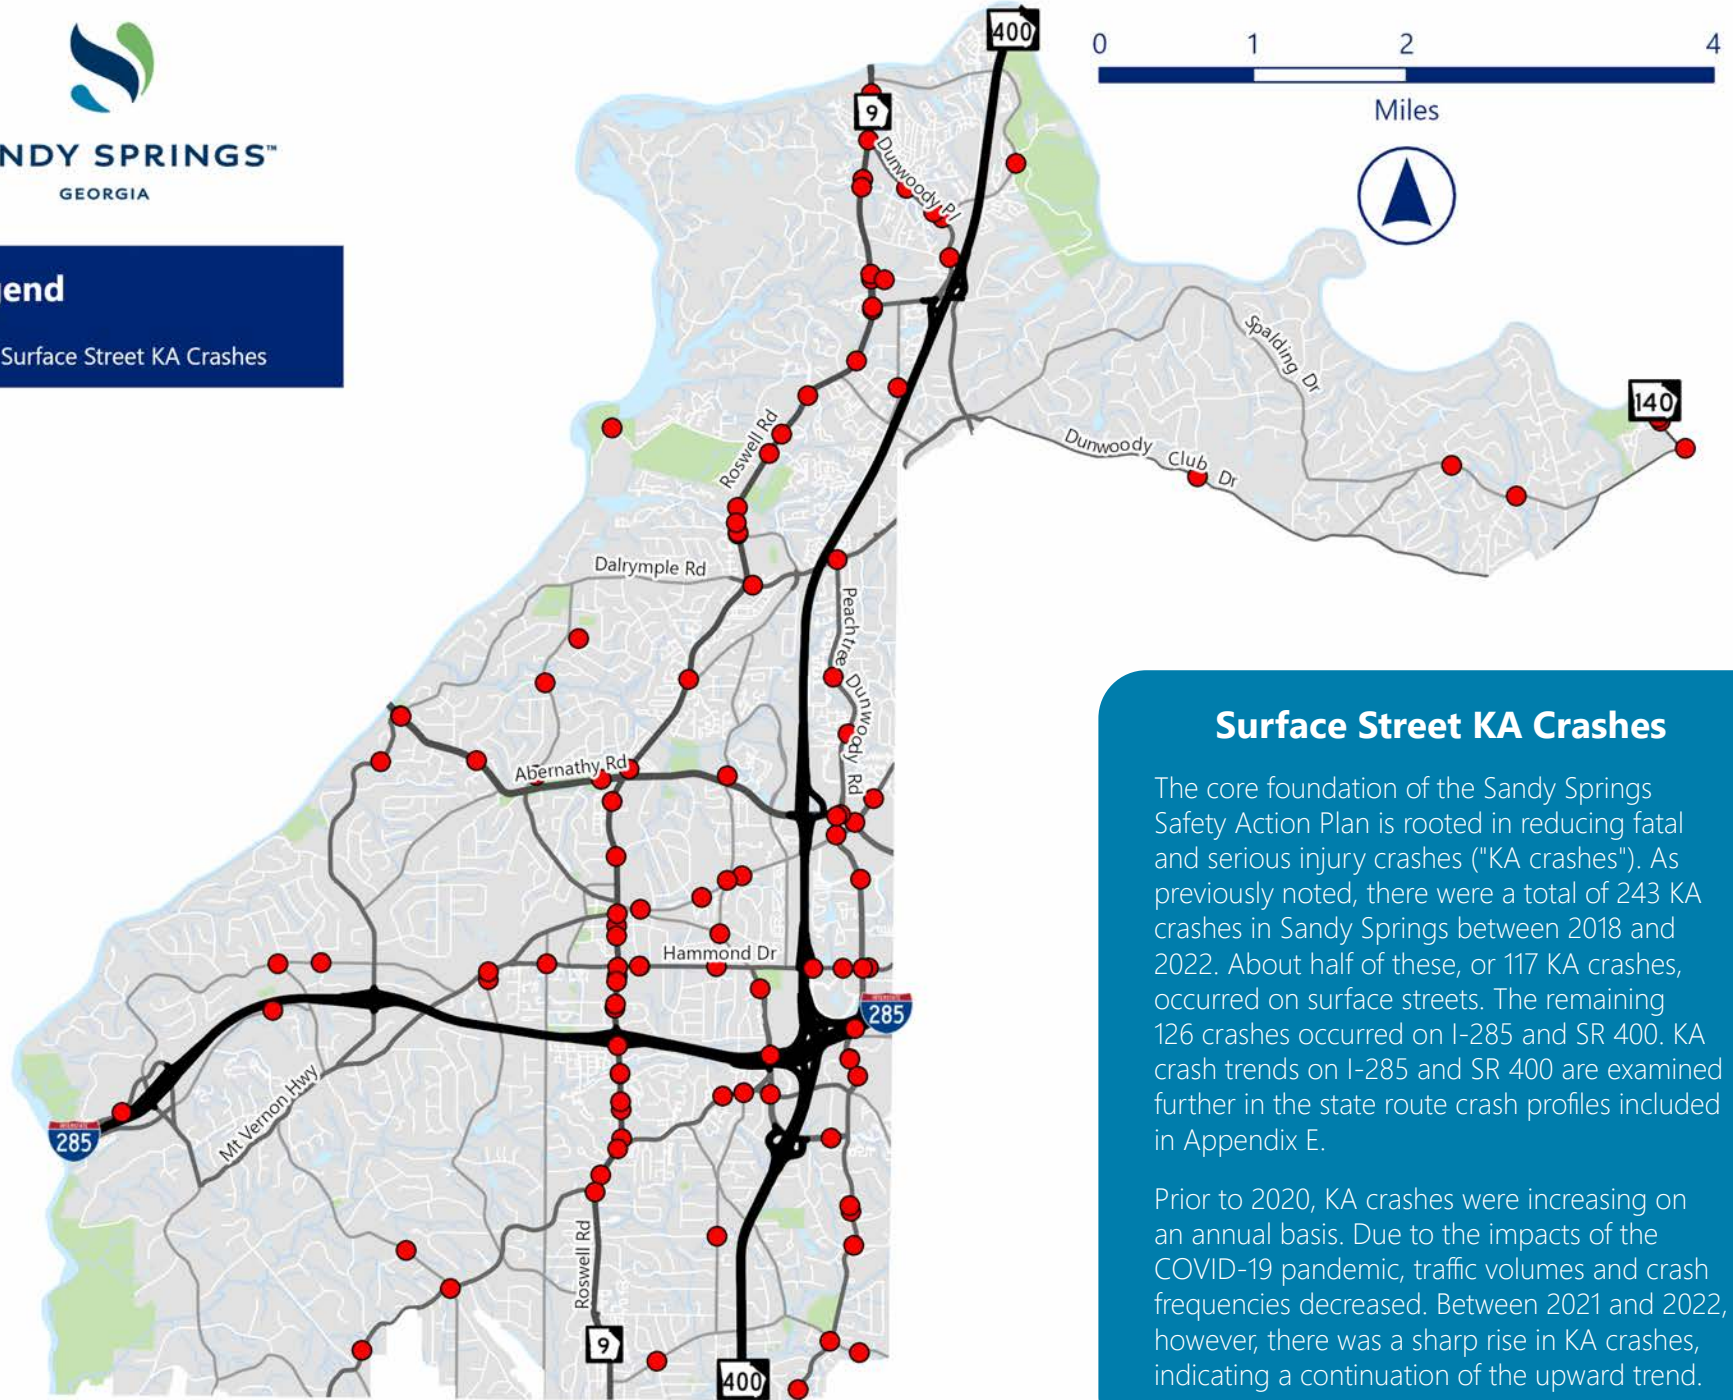 NDY SPRINGS™
GEORGIA
gend
Surface Street KA Crashes
0 1 2 4
Miles
400
9
Dunwoody Pl
Spalding Dr
140
Roswell Rd
Dunwoody Club Dr
Dalrymple Rd
Peachtree Dunwoody Rd
Abernathy Rd
Hammond Dr
INTERSTATE
285
Mt Vernon Hwy
INTERSTATE
285
Roswell Rd
9
400
Surface Street KA Crashes
The core foundation of the Sandy Springs
Safety Action Plan is rooted in reducing fatal
and serious injury crashes ("KA crashes"). As
previously noted, there were a total of 243 KA
crashes in Sandy Springs between 2018 and
2022. About half of these, or 117 KA crashes,
occurred on surface streets. The remaining
126 crashes occurred on I-285 and SR 400. KA
crash trends on I-285 and SR 400 are examined
further in the state route crash profiles included
in Appendix E.
Prior to 2020, KA crashes were increasing on
an annual basis. Due to the impacts of the
COVID-19 pandemic, traffic volumes and crash
frequencies decreased. Between 2021 and 2022,
however, there was a sharp rise in KA crashes,
indicating a continuation of the upward trend.